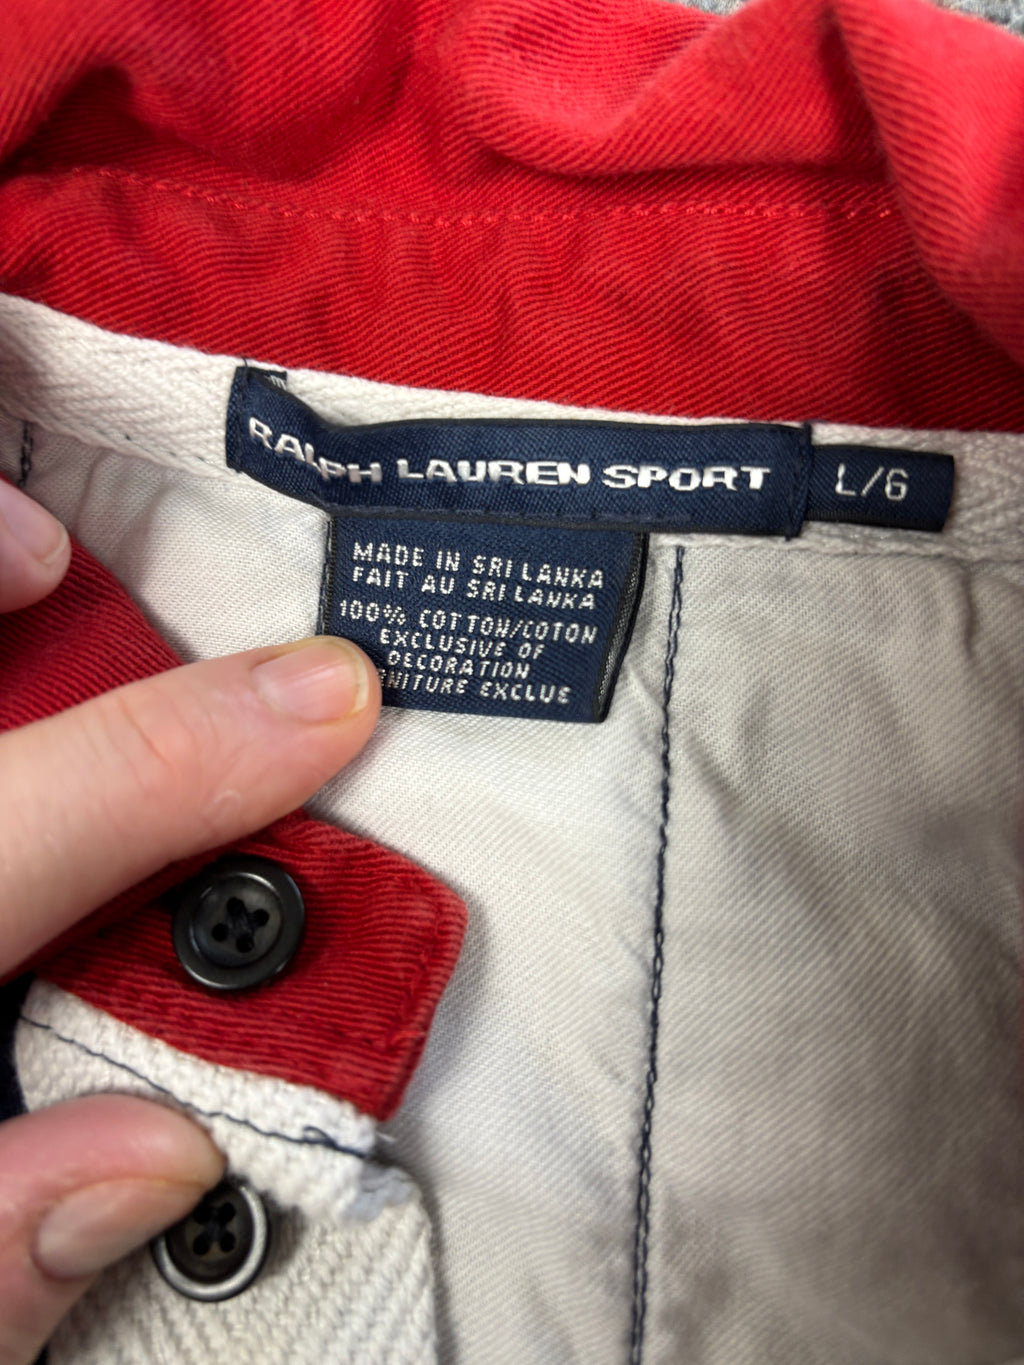 RALPH LAUREN SPORT
L/G
MADE IN SRI LANKA
FAIT AU SRI LANKA
100% COTTON/COTON
EXCLUSIVE OF
DECORATION
EXCLUE